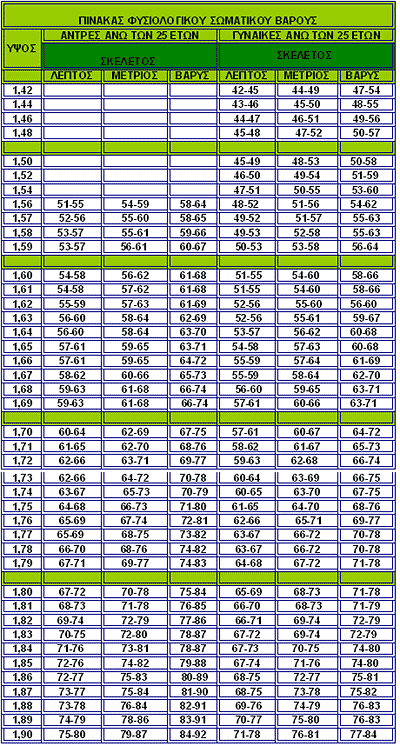 ΠΙΝΑΚΑΣ ΦΥΣΙΟΛΟΓΙΚΟΥ ΣΩΜΑΤΙΚΟΥ ΒΑΡΟΥΣ
ΥΨΟΣ ΑΝΤΡΕΣ ΑΝΩ ΤΩΝ 25 ΕΤΩΝ ΓΥΝΑΙΚΕΣ ΑΝΩ ΤΩΝ 25 ΕΤΩΝ
ΣΚΕΛΕΤΟΣ ΣΚΕΛΕΤΟΣ
ΛΕΠΤΟΣ ΜΕΤΡΙΟΣ ΒΑΡΥΣ ΛΕΠΤΟΣ ΜΕΤΡΙΟΣ ΒΑΡΥΣ
1,42 42-45 44-49 47-54
1,44 43-46 45-50 48-55
1,46 44-47 46-51 49-56
1,48 45-48 47-52 50-57
1,50 45-49 48-53 50-58
1,52 46-50 49-54 51-59
1,54 47-51 50-55 53-60
1,56 51-55 54-59 58-64 48-52 51-56 54-62
1,57 52-56 55-60 58-65 49-52 51-57 55-63
1,58 53-57 55-61 59-66 49-53 52-58 55-63
1,59 53-57 56-61 60-67 50-53 53-58 56-64
1,60 54-58 56-62 61-68 51-55 54-60 58-66
1,61 54-58 57-62 61-68 51-55 54-60 58-66
1,62 55-59 57-63 61-69 52-56 55-60 56-60
1,63 56-60 58-64 62-69 52-56 55-61 59-67
1,64 56-60 58-64 63-70 53-57 56-62 60-68
1,65 57-61 59-65 63-71 54-58 57-63 60-68
1,66 57-61 59-65 64-72 55-59 57-64 61-69
1,67 58-62 60-66 65-73 55-59 58-64 62-70
1,68 59-63 61-68 66-74 56-60 59-65 63-71
1,69 59-63 61-68 66-74 57-61 60-66 63-71
1,70 60-64 62-69 67-75 57-61 60-67 64-72
1,71 61-65 62-70 68-76 58-62 61-67 65-73
1,72 62-66 63-71 69-77 59-63 62-68 66-74
1,73 62-66 64-72 70-78 60-64 63-69 66-75
1,74 63-67 65-73 70-79 60-65 63-70 67-75
1,75 64-68 66-73 71-80 61-65 64-70 68-76
1,76 65-69 67-74 72-81 62-66 65-71 69-77
1,77 65-69 68-75 73-82 63-67 66-72 70-78
1,78 66-70 68-76 74-82 63-67 66-72 70-78
1,79 67-71 69-77 74-83 64-68 67-72 71-78
1,80 67-72 70-78 75-84 65-69 68-73 71-78
1,81 68-73 71-78 76-85 66-70 68-73 71-79
1,82 69-74 72-79 77-86 66-71 69-74 72-79
1,83 70-75 72-80 78-87 67-72 69-74 72-79
1,84 71-76 73-81 78-87 67-73 70-75 74-80
1,85 72-76 74-82 79-88 67-74 71-76 74-80
1,86 72-77 75-83 80-89 68-75 72-77 75-81
1,87 73-77 75-84 81-90 68-75 73-78 75-82
1,88 73-78 76-84 82-91 69-76 74-79 76-83
1,89 74-79 78-86 83-91 70-77 75-80 76-83
1,90 75-80 79-87 84-92 71-78 76-81 77-84